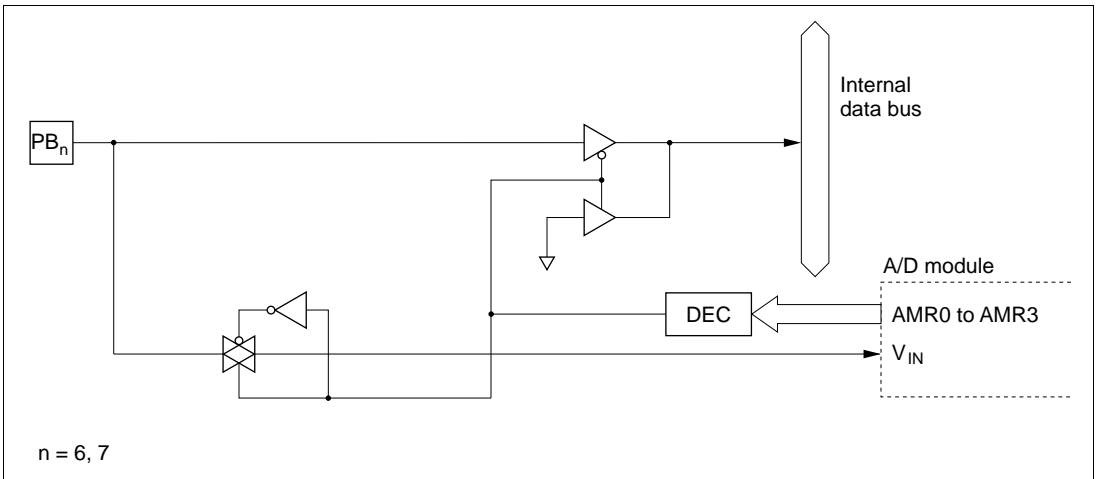 Internal
data bus
PBn
A/D module
DEC
AMR0 to AMR3
VIN
n = 6, 7